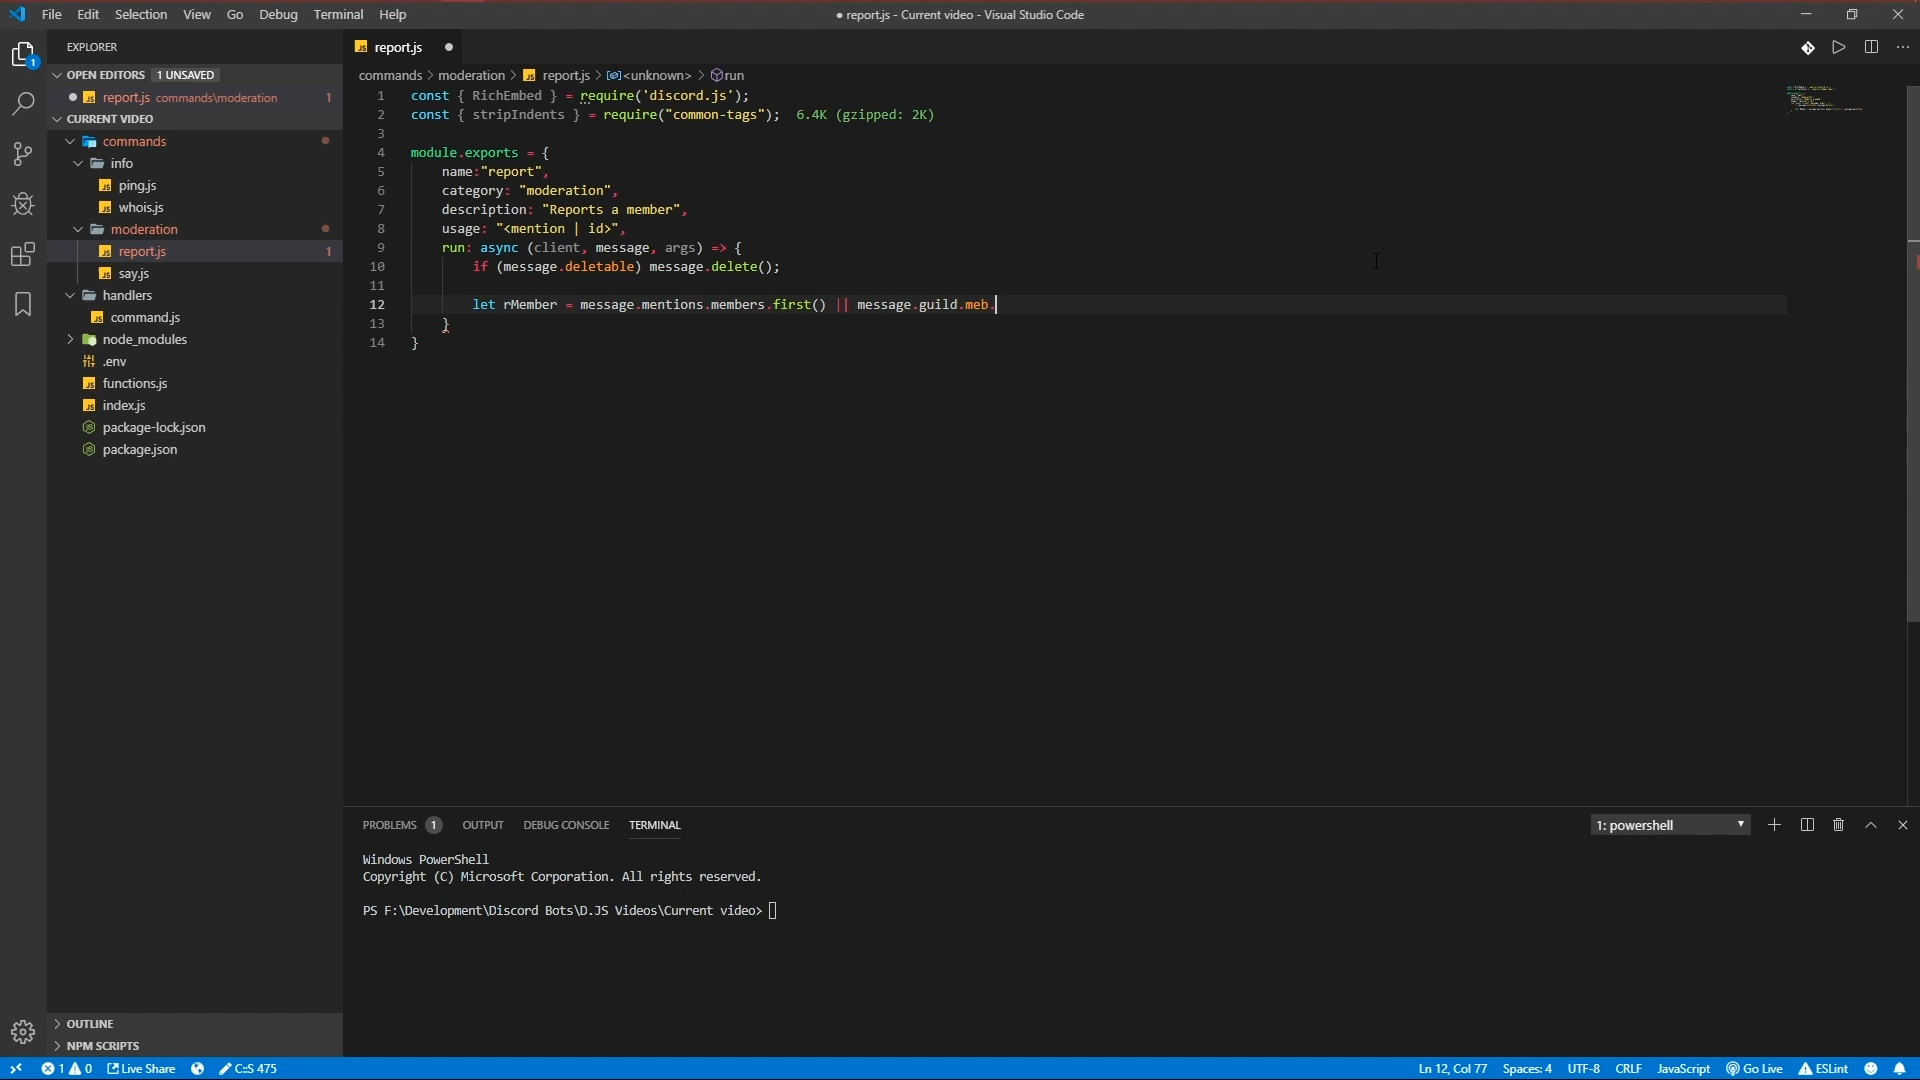 File Edit Selection View Go Debug Terminal Help
● report.js - Current video - Visual Studio Code
EXPLORER
OPEN EDITORS 1 UNSAVED
report.js commands\moderation 1
CURRENT VIDEO
commands
info
ping.js
whois.js
moderation
report.js 1
say.js
handlers
command.js
node_modules
.env
functions.js
index.js
package-lock.json
package.json
OUTLINE
NPM SCRIPTS
1
report.js
commands > moderation > report.js > <unknown> > run
1 const { RichEmbed } = require('discord.js');
2 const { stripIndents } = require("common-tags"); 6.4K (gzipped: 2K)
3
4 module.exports = {
5 name:"report",
6 category: "moderation",
7 description: "Reports a member",
8 usage: "<mention | id>",
9 run: async (client, message, args) => {
10 if (message.deletable) message.delete();
11
12 let rMember = message.mentions.members.first() || message.guild.meb.
13 }
14 }
PROBLEMS 1 OUTPUT DEBUG CONSOLE TERMINAL
1: powershell
Windows PowerShell
Copyright (C) Microsoft Corporation. All rights reserved.
PS F:\Development\Discord Bots\D.JS Videos\Current video>
1 0 Live Share C:S 475
Ln 12, Col 77 Spaces: 4 UTF-8 CRLF JavaScript Go Live ESLint